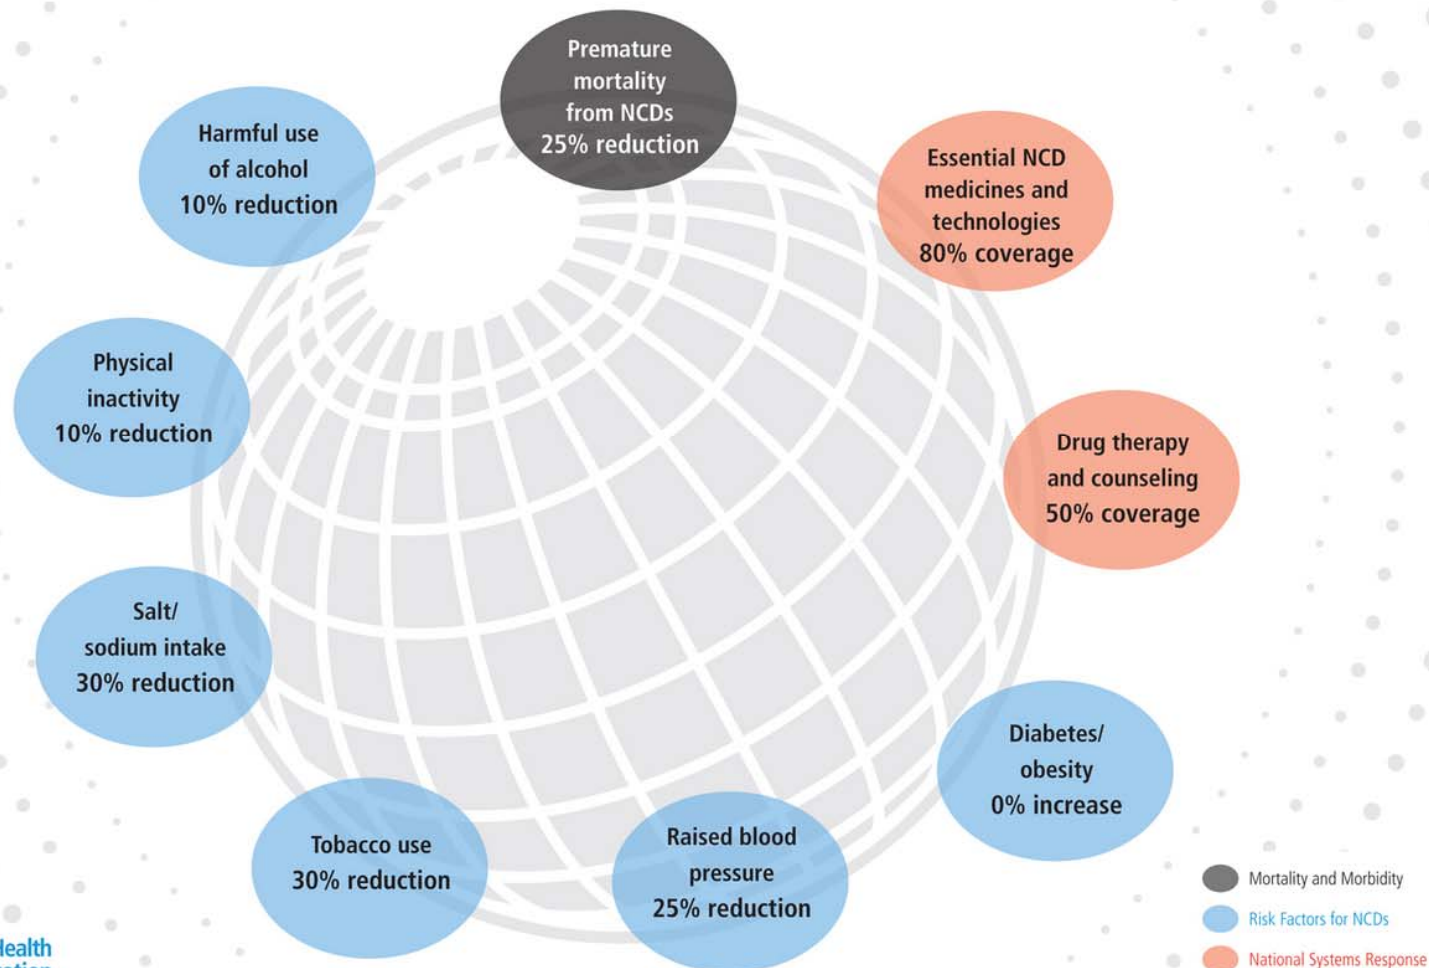 Premature
mortality
from NCDs
25% reduction
Harmful use
of alcohol
10% reduction
Essential NCD
medicines and
technologies
80% coverage
Physical
inactivity
10% reduction
Drug therapy
and counseling
50% coverage
Salt/
sodium intake
30% reduction
Diabetes/
obesity
0% increase
Tobacco use
30% reduction
Raised blood
pressure
25% reduction
Mortality and Morbidity
Risk Factors for NCDs
National Systems Response
Health